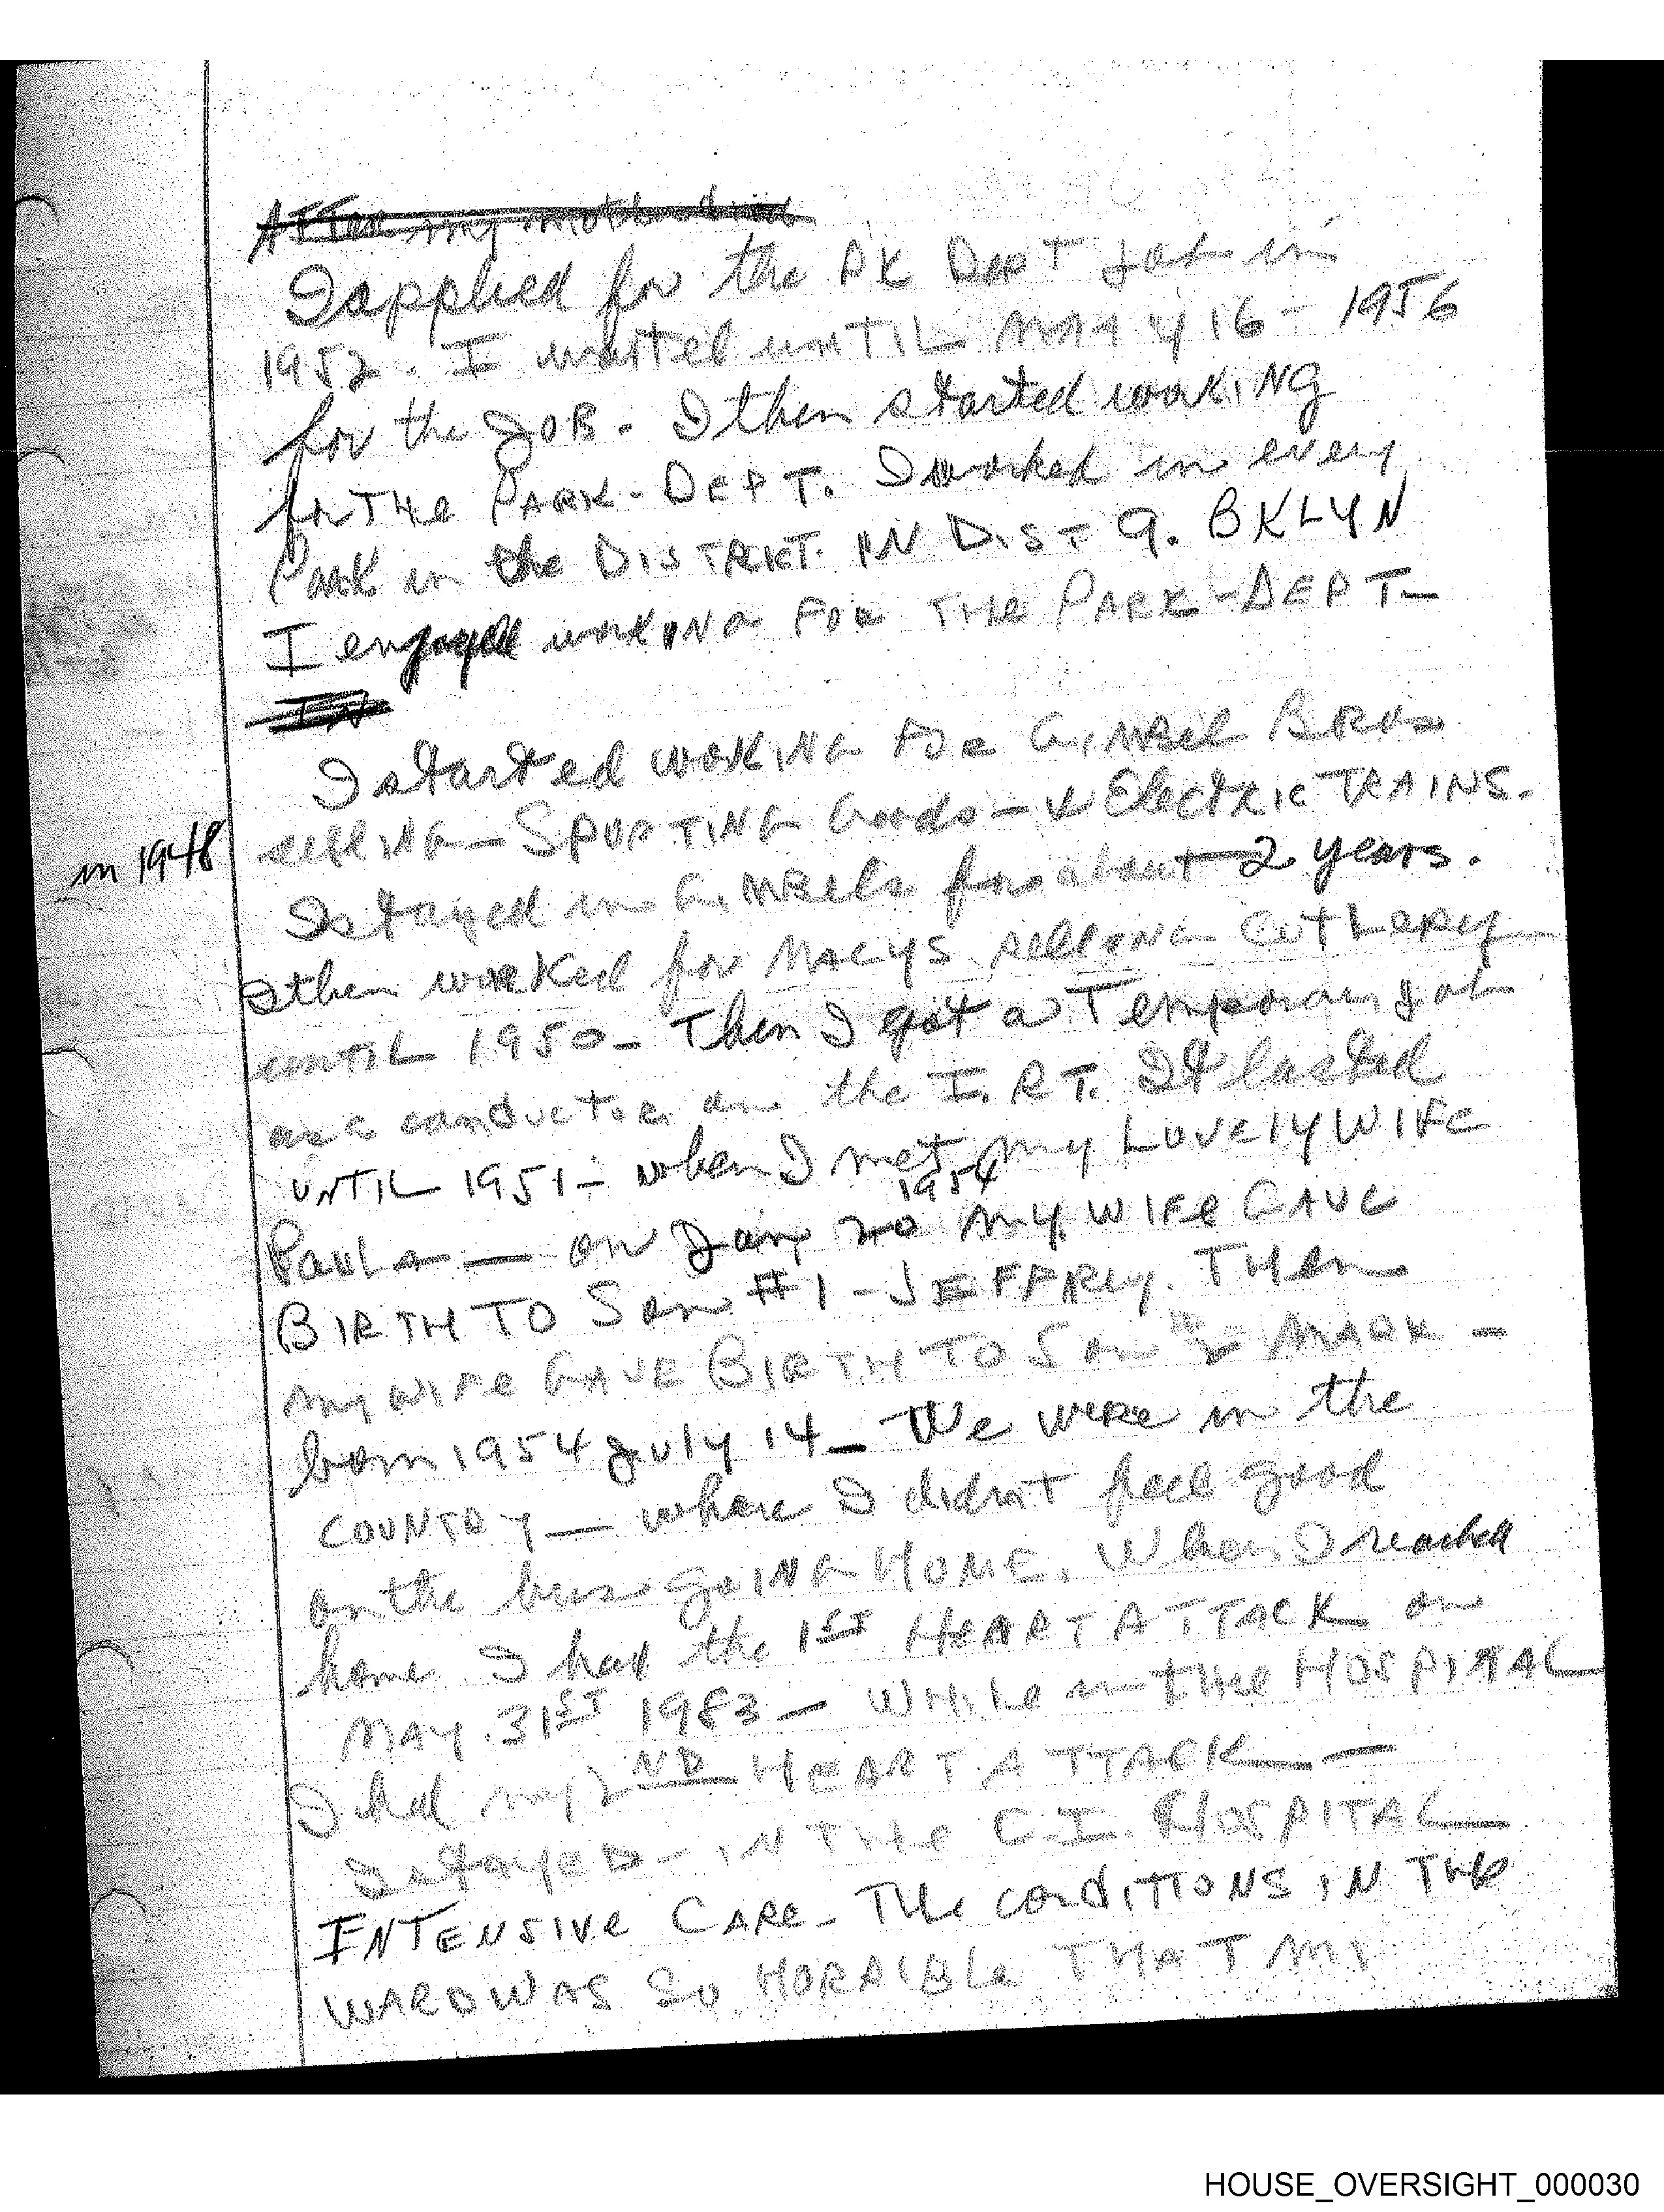 After my mother died
I applied for the PK DepT job in
1952. I waited unTIL MAY 16 - 1956
for the JOB. I then started workING
for THe PARK-DEPT. I worked in every
Park in the DISTRICT IN DIST 9. BKLYN
I enjoyed workING FOR THe PARK-DEPT-
IN
I started workING FOR GIMBel BROS
in 1948
sellING - SPORTING Goods - & ElectRIC TRAINS.
I stayed in GIMBels for about 2 years.
I then worked for MACYS sellING CUTLERY
unTIL 1950 - Then I got a Temporary job
as a conductor on the I.R.T. It lasted
UNTIL 1951 - when I met my LOVElY WIFE
1954
PAULA — on Jan, 20 MY WIFe GAVE
BIRTH TO Son #1 - JEFFREY. THen
my WIFe GAVE BIRTH TO Son 2 MARK -
born 1954 July 14 - We weRe in the
COUNTRY — where I didn't feel good
on the bus goING HOME. When I reached
home I had the 1ST HEART ATTACK on
MAY. 31ST 1983 - WHILe in THe HOSPITAL
I had my 2ND HEART ATTACK —
I stAYED - IN THe C.I. HOSPITAL
INTENSIVe CARe - THe conditIONS IN THe
WARD WAS SO HORRIBLe THAT MY
HOUSE_OVERSIGHT_000030